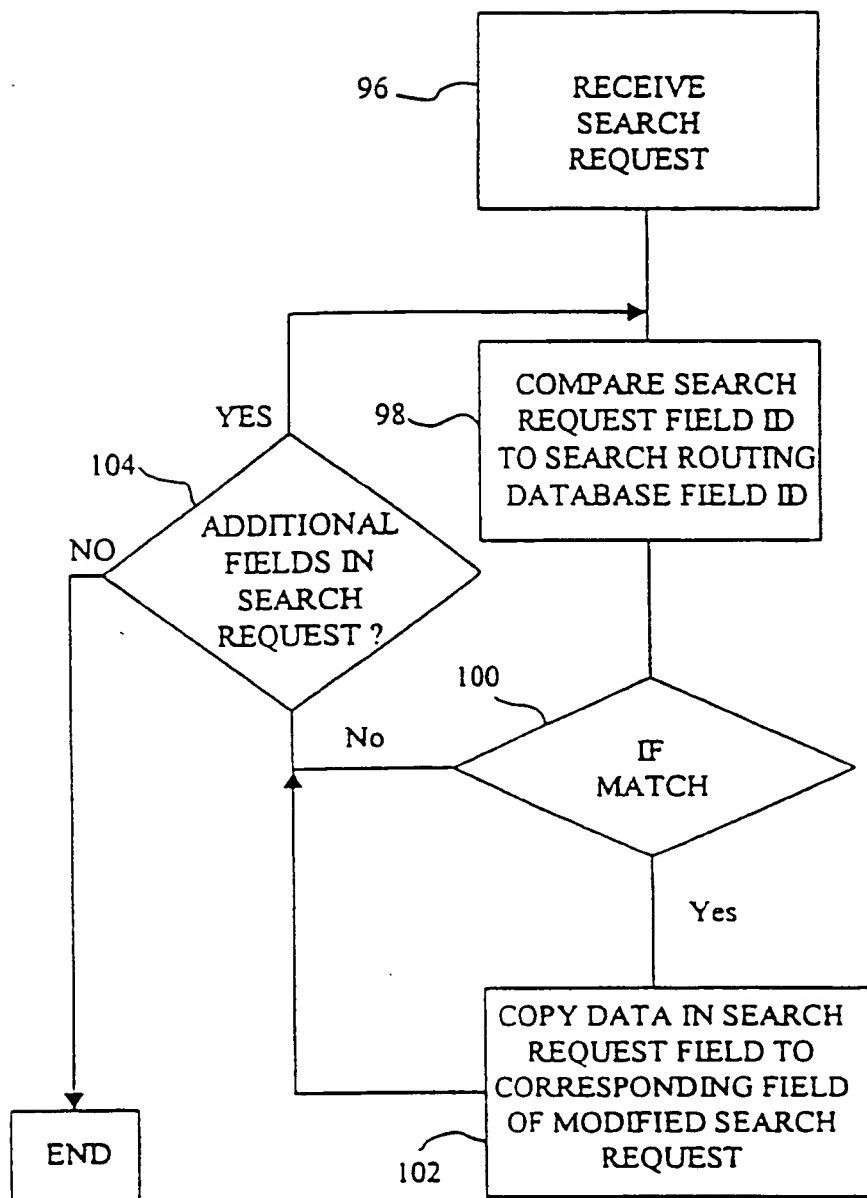 96
RECEIVE
SEARCH
REQUEST
YES
98
COMPARE SEARCH
REQUEST FIELD ID
TO SEARCH ROUTING
DATABASE FIELD ID
104
NO
ADDITIONAL
FIELDS IN
SEARCH
REQUEST ?
100
No
IF
MATCH
Yes
COPY DATA IN SEARCH
REQUEST FIELD TO
CORRESPONDING FIELD
OF MODIFIED SEARCH
REQUEST
END
102